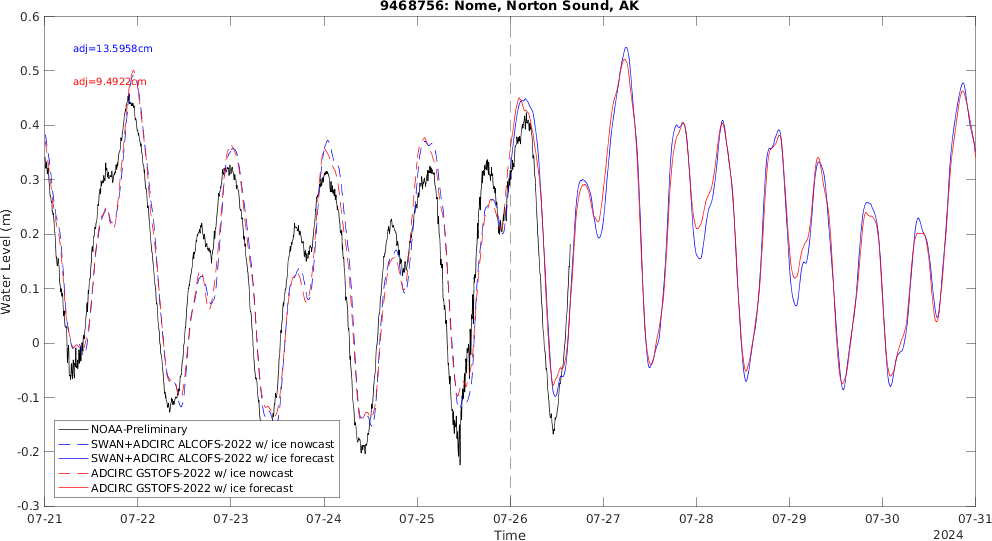 9468756: Nome, Norton Sound, AK
adj=13.5958cm
adj=9.4922cm
Water Level (m)
0.6
0.5
0.4
0.3
0.2
0.1
0
-0.1
-0.2
-0.3
NOAA-Preliminary
SWAN+ADCIRC ALCOFS-2022 w/ ice nowcast
SWAN+ADCIRC ALCOFS-2022 w/ ice forecast
ADCIRC GSTOFS-2022 w/ ice nowcast
ADCIRC GSTOFS-2022 w/ ice forecast
07-21 07-22 07-23 07-24 07-25 07-26 07-27 07-28 07-29 07-30 07-31
Time
2024